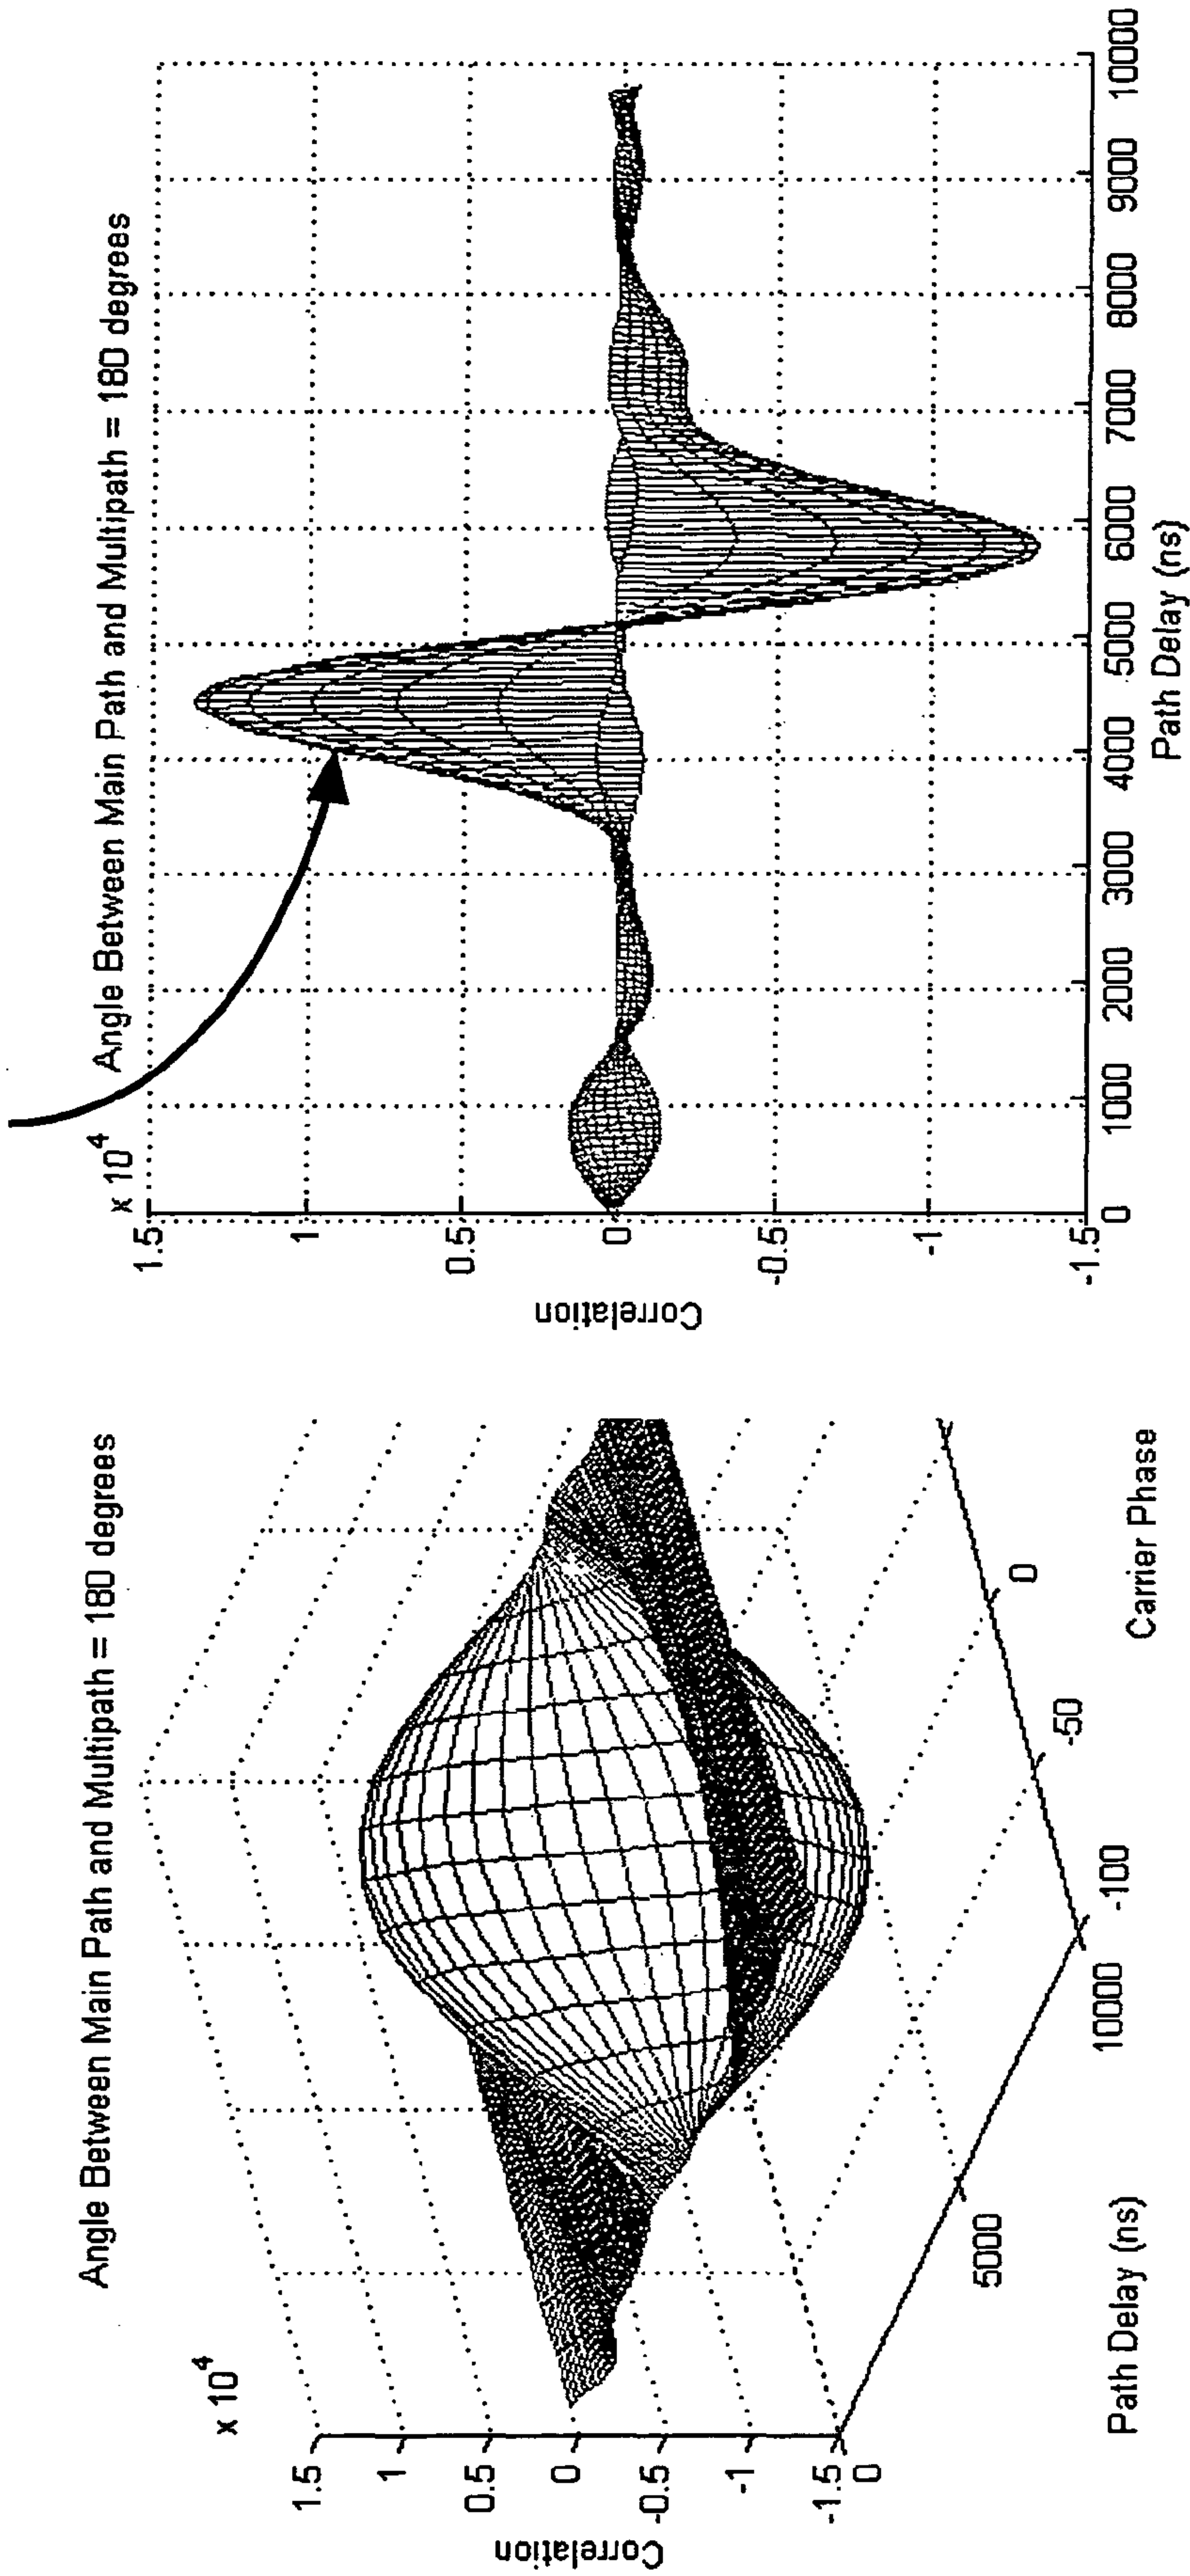 Angle Between Main Path and Multipath = 180 degrees
x 10^4
1.5
1
0.5
0
-0.5
-1
-1.5
Correlation
0
5000
10000
Path Delay (ns)
-100
-50
0
Carrier Phase
Angle Between Main Path and Multipath = 180 degrees
x 10^4
1.5
1
0.5
0
-0.5
-1
-1.5
Correlation
0 1000 2000 3000 4000 5000 6000 7000 8000 9000 10000
Path Delay (ns)